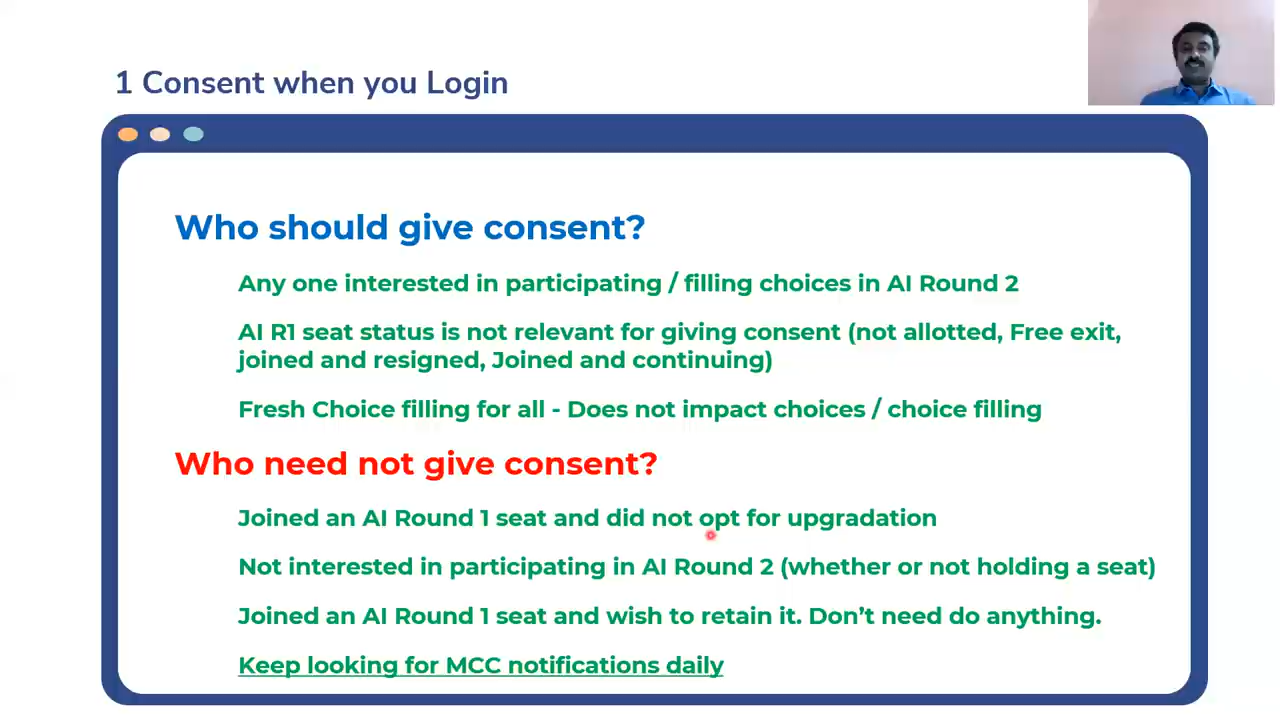 1 Consent when you Login
Who should give consent?
Any one interested in participating / filling choices in AI Round 2
AI R1 seat status is not relevant for giving consent (not allotted, Free exit,
joined and resigned, Joined and continuing)
Fresh Choice filling for all - Does not impact choices / choice filling
Who need not give consent?
Joined an AI Round 1 seat and did not opt for upgradation
Not interested in participating in AI Round 2 (whether or not holding a seat)
Joined an AI Round 1 seat and wish to retain it. Don’t need do anything.
Keep looking for MCC notifications daily